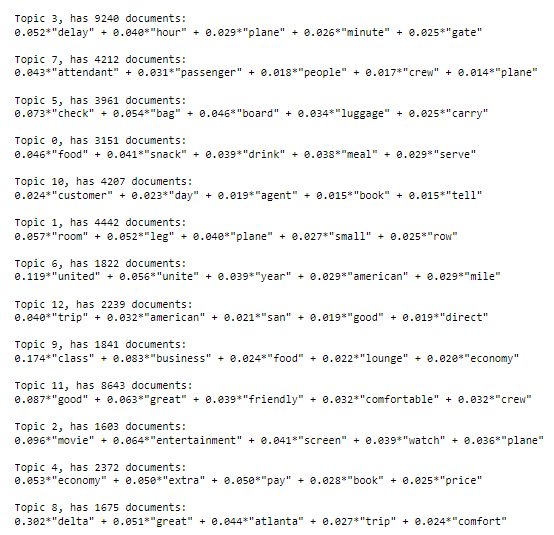 Topic 3, has 9240 documents:
0.052*"delay" + 0.040*"hour" + 0.029*"plane" + 0.026*"minute" + 0.025*"gate"
Topic 7, has 4212 documents:
0.043*"attendant" + 0.031*"passenger" + 0.018*"people" + 0.017*"crew" + 0.014*"plane"
Topic 5, has 3961 documents:
0.073*"check" + 0.054*"bag" + 0.046*"board" + 0.034*"luggage" + 0.025*"carry"
Topic 0, has 3151 documents:
0.046*"food" + 0.041*"snack" + 0.039*"drink" + 0.038*"meal" + 0.029*"serve"
Topic 10, has 4207 documents:
0.024*"customer" + 0.023*"day" + 0.019*"agent" + 0.015*"book" + 0.015*"tell"
Topic 1, has 4442 documents:
0.057*"room" + 0.052*"leg" + 0.040*"plane" + 0.027*"small" + 0.025*"row"
Topic 6, has 1822 documents:
0.119*"united" + 0.056*"unite" + 0.039*"year" + 0.029*"american" + 0.029*"mile"
Topic 12, has 2239 documents:
0.040*"trip" + 0.032*"american" + 0.021*"san" + 0.019*"good" + 0.019*"direct"
Topic 9, has 1841 documents:
0.174*"class" + 0.083*"business" + 0.024*"food" + 0.022*"lounge" + 0.020*"economy"
Topic 11, has 8643 documents:
0.087*"good" + 0.063*"great" + 0.039*"friendly" + 0.032*"comfortable" + 0.032*"crew"
Topic 2, has 1603 documents:
0.096*"movie" + 0.064*"entertainment" + 0.041*"screen" + 0.039*"watch" + 0.036*"plane"
Topic 4, has 2372 documents:
0.053*"economy" + 0.050*"extra" + 0.050*"pay" + 0.028*"book" + 0.025*"price"
Topic 8, has 1675 documents:
0.302*"delta" + 0.051*"great" + 0.044*"atlanta" + 0.027*"trip" + 0.024*"comfort"